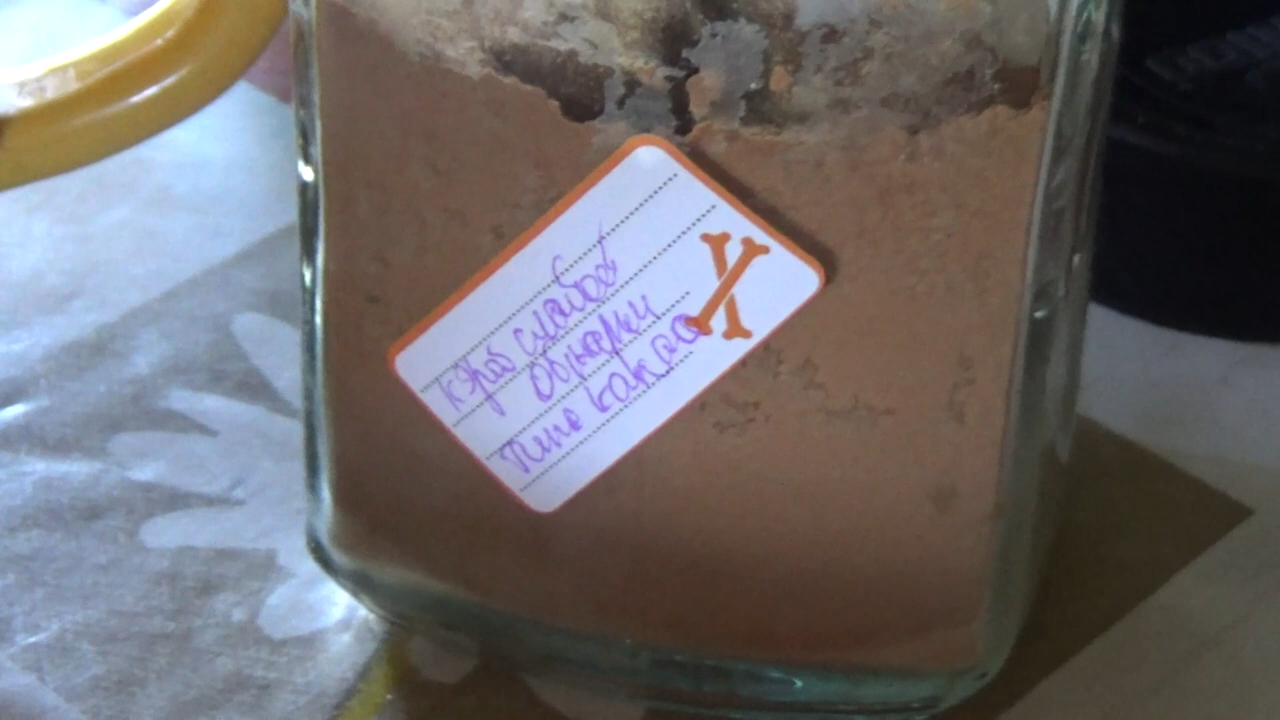 кэроб слабой
обжарки
типо какао